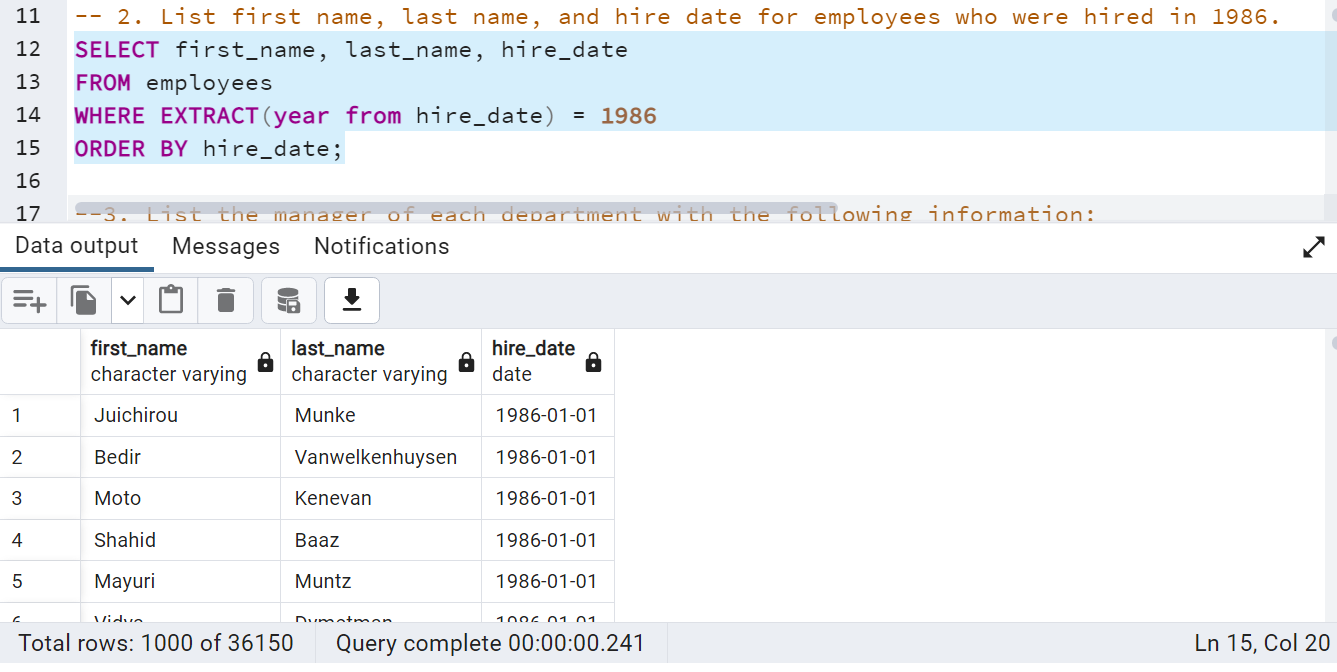 11 -- 2. List first name, last name, and hire date for employees who were hired in 1986.
12 SELECT first_name, last_name, hire_date
13 FROM employees
14 WHERE EXTRACT(year from hire_date) = 1986
15 ORDER BY hire_date;
16
17 --3. List the manager of each department with the following information:
Data output Messages Notifications
first_name last_name hire_date
character varying character varying date
1 Juichirou Munke 1986-01-01
2 Bedir Vanwelkenhuysen 1986-01-01
3 Moto Kenevan 1986-01-01
4 Shahid Baaz 1986-01-01
5 Mayuri Muntz 1986-01-01
6 Vidya Dymetman 1986-01-01
Total rows: 1000 of 36150 Query complete 00:00:00.241 Ln 15, Col 20